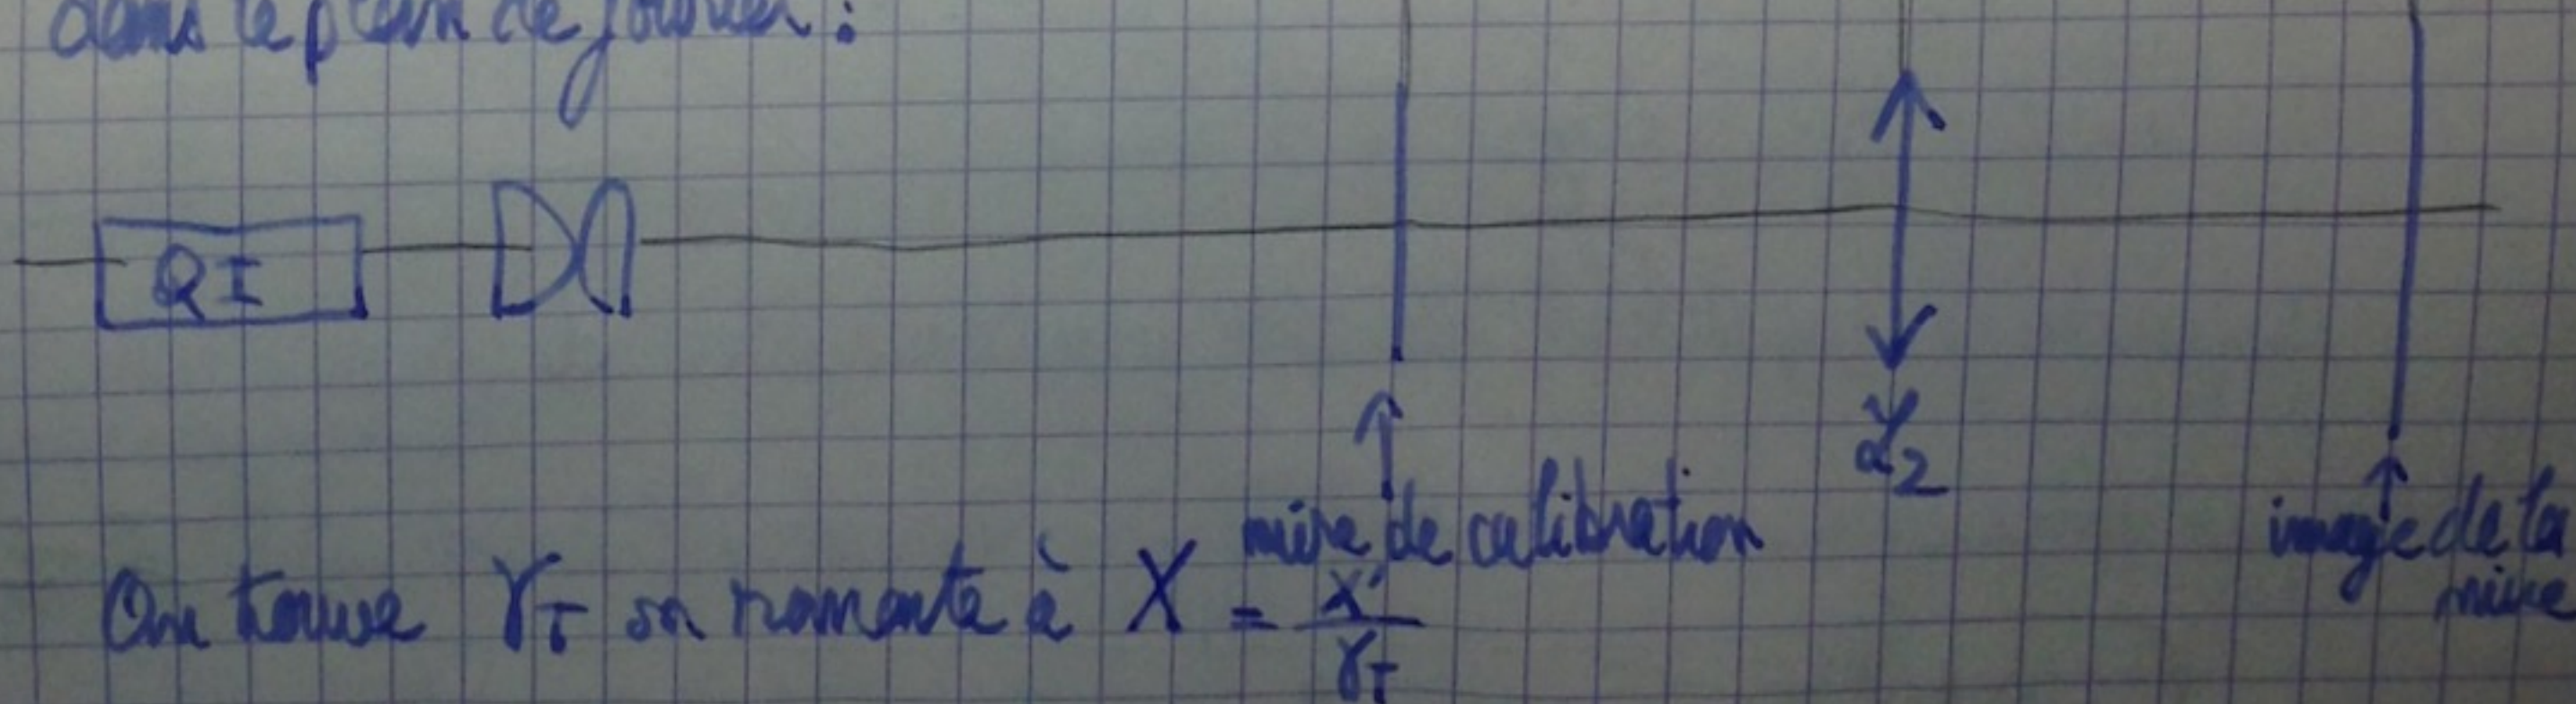 dans le plan de fourier :
QI
L2
mire de calibration
image de la
mire
On trouve γT on remonte à X = X'/γT